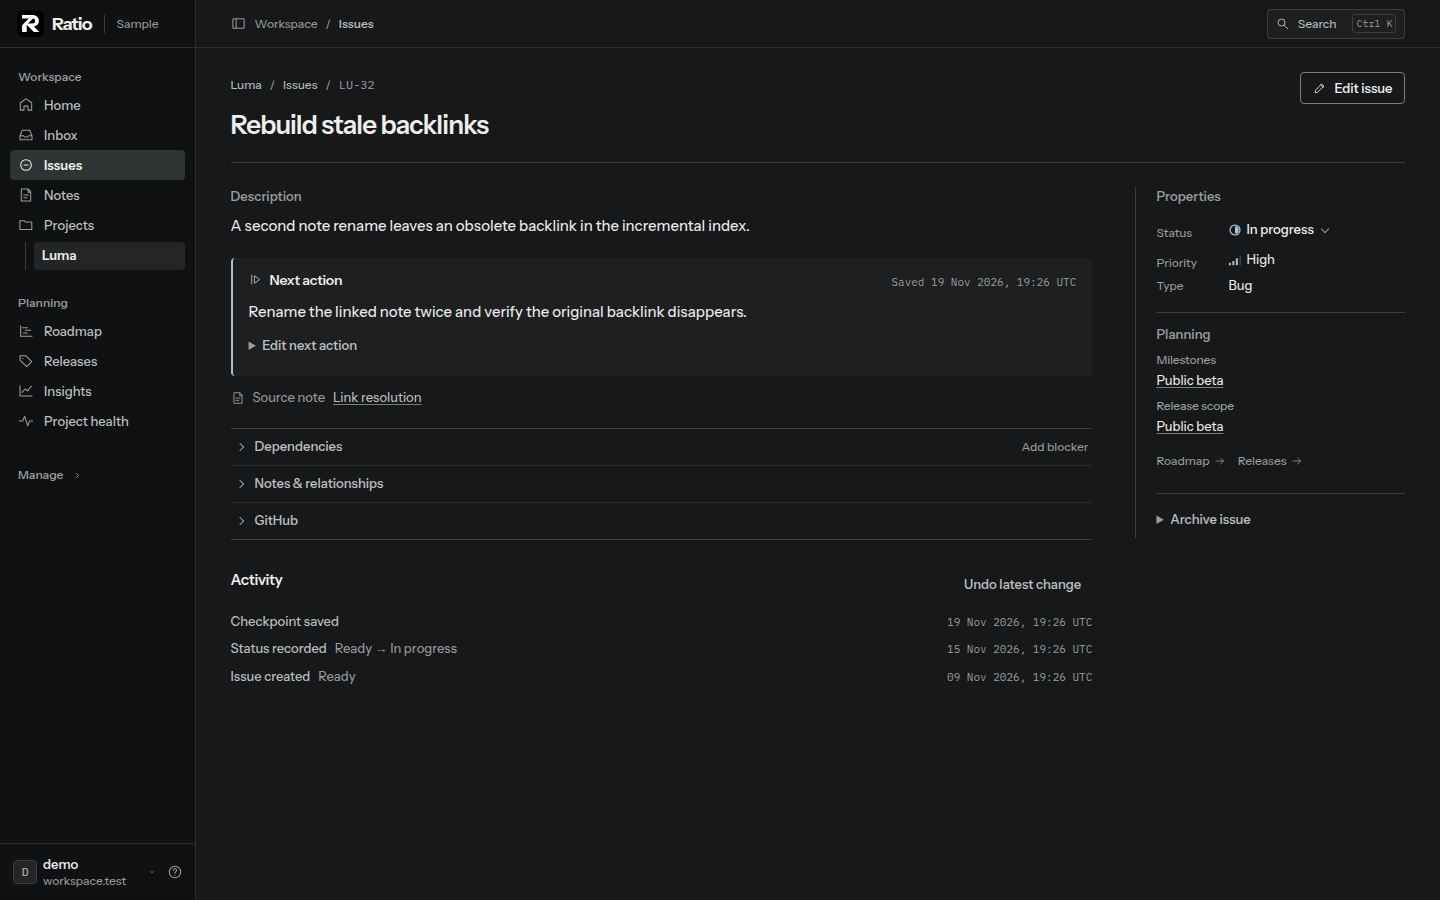 Ratio Sample
Workspace / Issues
Search Ctrl K
Workspace
Home
Inbox
Issues
Notes
Projects
Luma
Planning
Roadmap
Releases
Insights
Project health
Manage
demo
D
workspace.test
Luma / Issues / LU-32
Edit issue
Rebuild stale backlinks
Description
A second note rename leaves an obsolete backlink in the incremental index.
Next action
Saved 19 Nov 2026, 19:26 UTC
Rename the linked note twice and verify the original backlink disappears.
Edit next action
Source note Link resolution
Dependencies
Add blocker
Notes & relationships
GitHub
Activity
Undo latest change
Checkpoint saved 19 Nov 2026, 19:26 UTC
Status recorded Ready → In progress 15 Nov 2026, 19:26 UTC
Issue created Ready 09 Nov 2026, 19:26 UTC
Properties
Status In progress
Priority High
Type Bug
Planning
Milestones
Public beta
Release scope
Public beta
Roadmap → Releases →
Archive issue